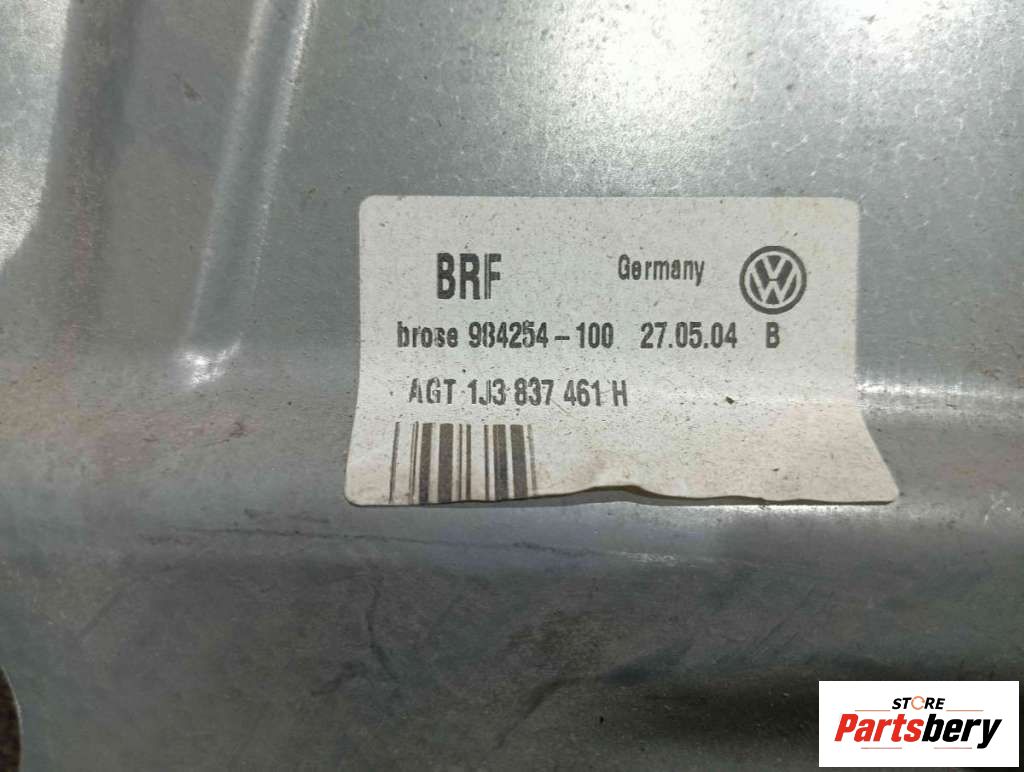 BRF Germany
brose 984254-100 27.05.04 B
AGT 1J3 837 461 H
STORE
Partsbery